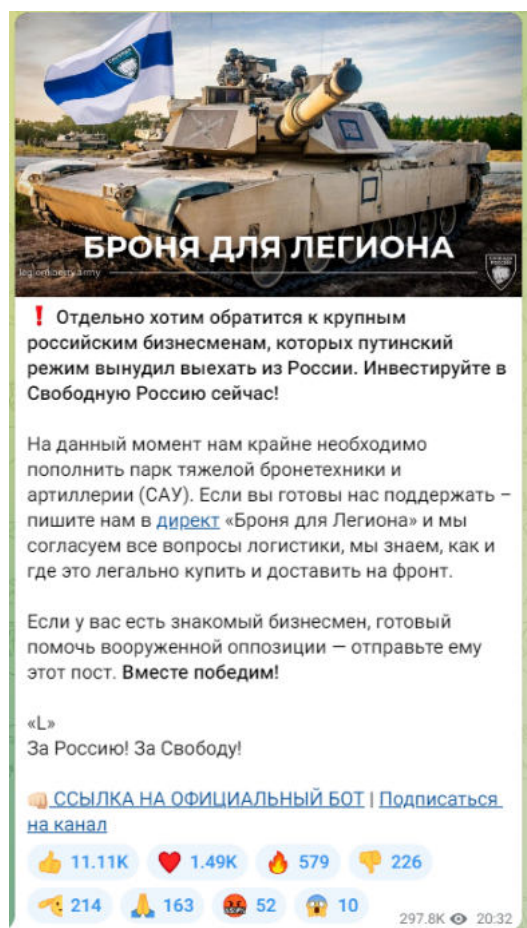 БРОНЯ ДЛЯ ЛЕГИОНА
legionliberty.army
❗ Отдельно хотим обратится к крупным
российским бизнесменам, которых путинский
режим вынудил выехать из России. Инвестируйте в
Свободную Россию сейчас!
На данный момент нам крайне необходимо
пополнить парк тяжелой бронетехники и
артиллерии (САУ). Если вы готовы нас поддержать –
пишите нам в директ «Броня для Легиона» и мы
согласуем все вопросы логистики, мы знаем, как и
где это легально купить и доставить на фронт.
Если у вас есть знакомый бизнесмен, готовый
помочь вооруженной оппозиции — отправьте ему
этот пост. Вместе победим!
«L»
За Россию! За Свободу!
👊🏻 ССЫЛКА НА ОФИЦИАЛЬНЫЙ БОТ | Подписаться
на канал
👍 11.11K ❤ 1.49K 🔥 579 👎 226
🫡 214 🙏 163 🤬 52 😱 10
297.8K 20:32